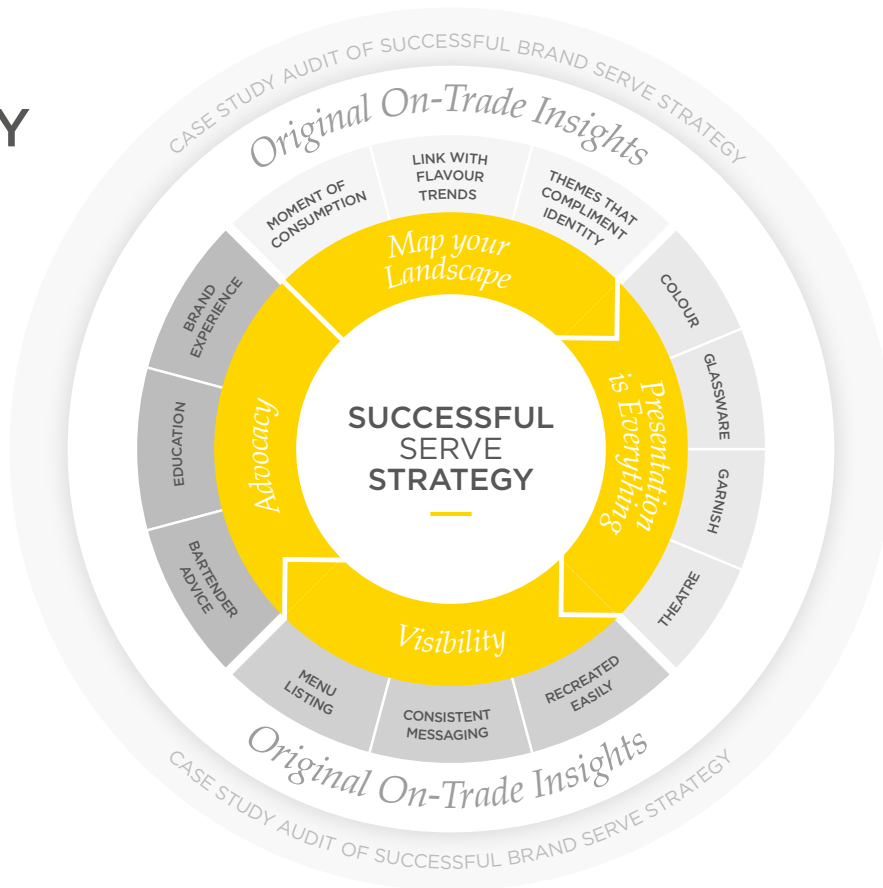 Y
CASE STUDY AUDIT OF SUCCESSFUL BRAND SERVE STRATEGY
Original On-Trade Insights
MOMENT OF
CONSUMPTION
LINK WITH
FLAVOUR
TRENDS
THEMES THAT
COMPLIMENT
IDENTITY
Map your
Landscape
COLOUR
GLASSWARE
GARNISH
THEATRE
Presentation
is Everything
RECREATED
EASILY
CONSISTENT
MESSAGING
MENU
LISTING
Visibility
BARTENDER
ADVICE
EDUCATION
BRAND
EXPERIENCE
Advocacy
SUCCESSFUL
SERVE
STRATEGY
Original On-Trade Insights
CASE STUDY AUDIT OF SUCCESSFUL BRAND SERVE STRATEGY